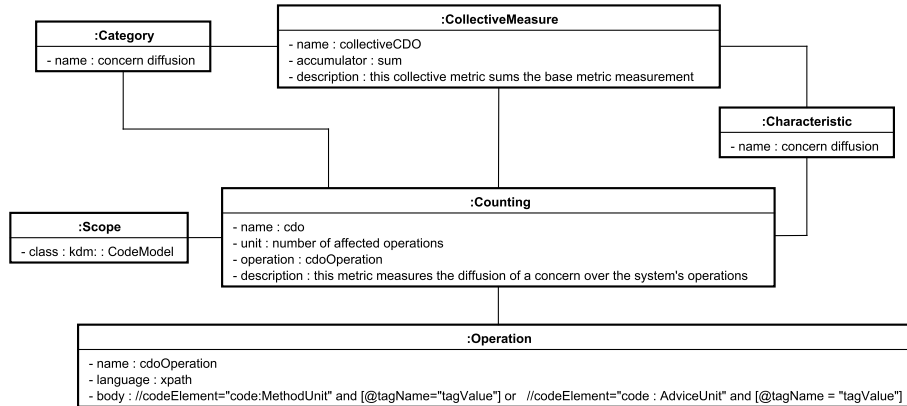 :CollectiveMeasure
- name : collectiveCDO
- accumulator : sum
- description : this collective metric sums the base metric measurement
:Category
- name : concern diffusion
:Characteristic
- name : concern diffusion
:Counting
- name : cdo
- unit : number of affected operations
- operation : cdoOperation
- description : this metric measures the diffusion of a concern over the system's operations
:Scope
- class : kdm: : CodeModel
:Operation
- name : cdoOperation
- language : xpath
- body : //codeElement="code:MethodUnit" and [@tagName="tagValue"] or //codeElement="code : AdviceUnit" and [@tagName = "tagValue"]